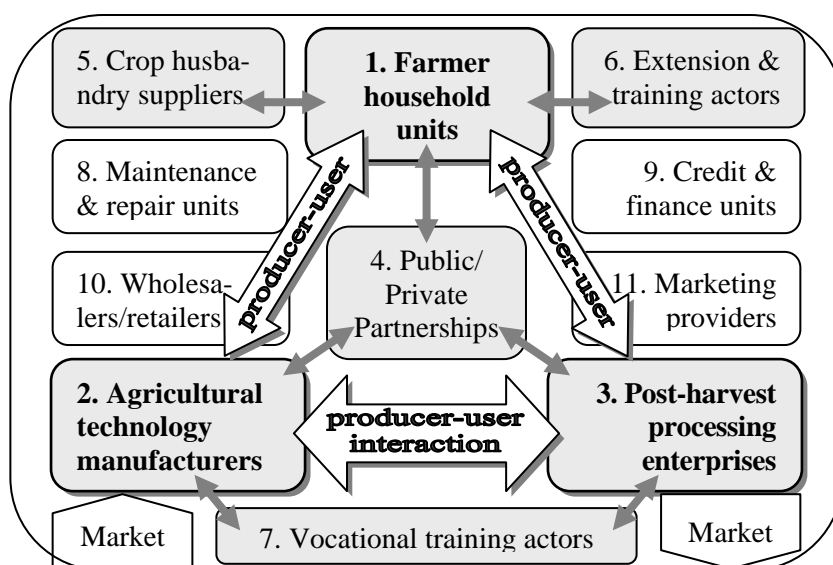 5. Crop husba-
ndry suppliers
1. Farmer
household
units
6. Extension &
training actors
8. Maintenance
& repair units
producer-user
producer-user
9. Credit &
finance units
4. Public/
Private
Partnerships
10. Wholesa-
lers/retailers
11. Marketing
providers
2. Agricultural
technology
manufacturers
producer-user
interaction
3. Post-harvest
processing
enterprises
Market
7. Vocational training actors
Market